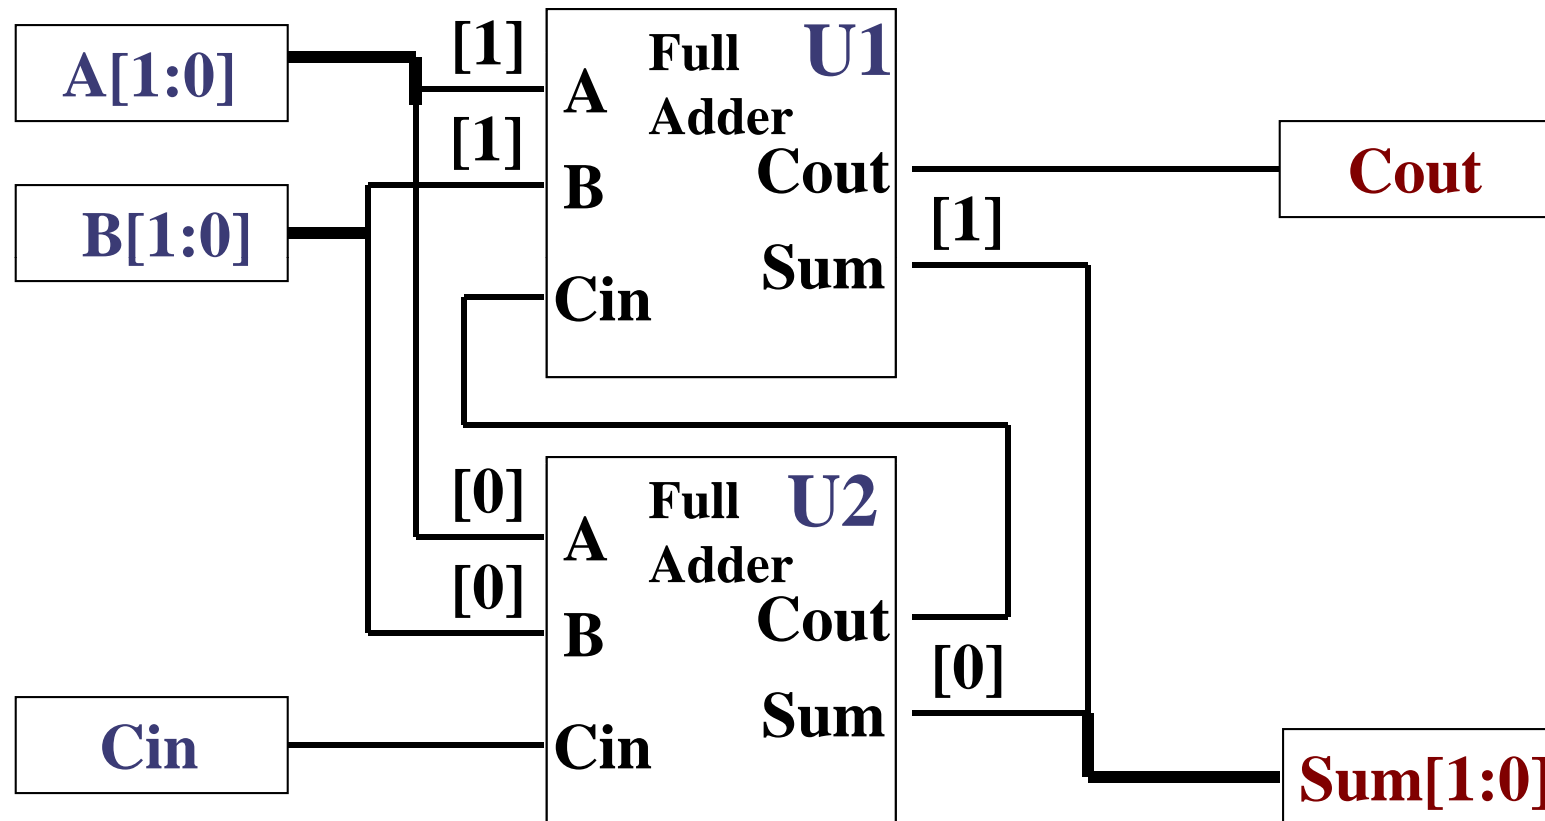 A[1:0]
B[1:0]
Cin
[1]
[1]
Full
Adder
U1
A
B
Cin
Cout
Sum
[1]
Cout
[0]
[0]
Full
Adder
U2
A
B
Cin
Cout
Sum
[0]
Sum[1:0]